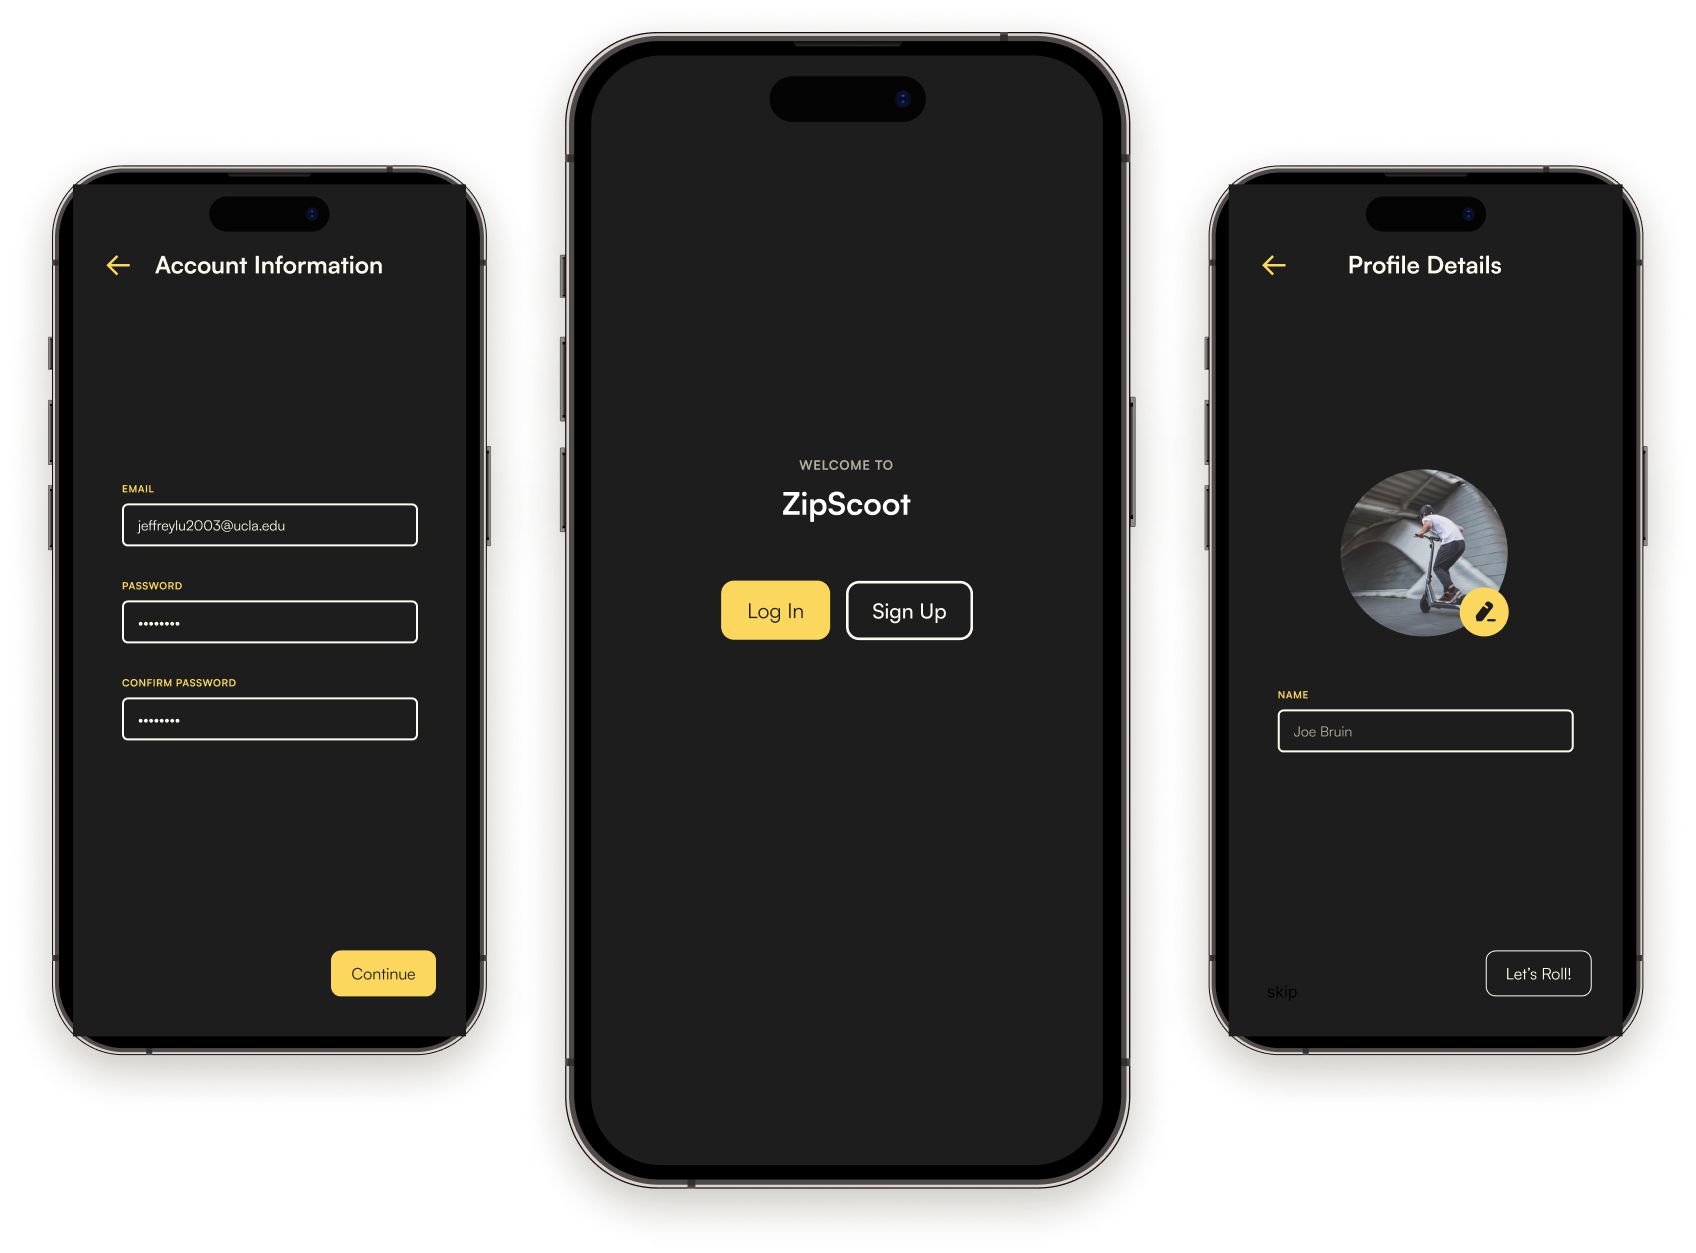 Account Information
EMAIL
jeffreylu2003@ucla.edu
PASSWORD
••••••••
CONFIRM PASSWORD
••••••••
Continue
WELCOME TO
ZipScoot
Log In
Sign Up
Profile Details
NAME
Joe Bruin
skip
Let's Roll!